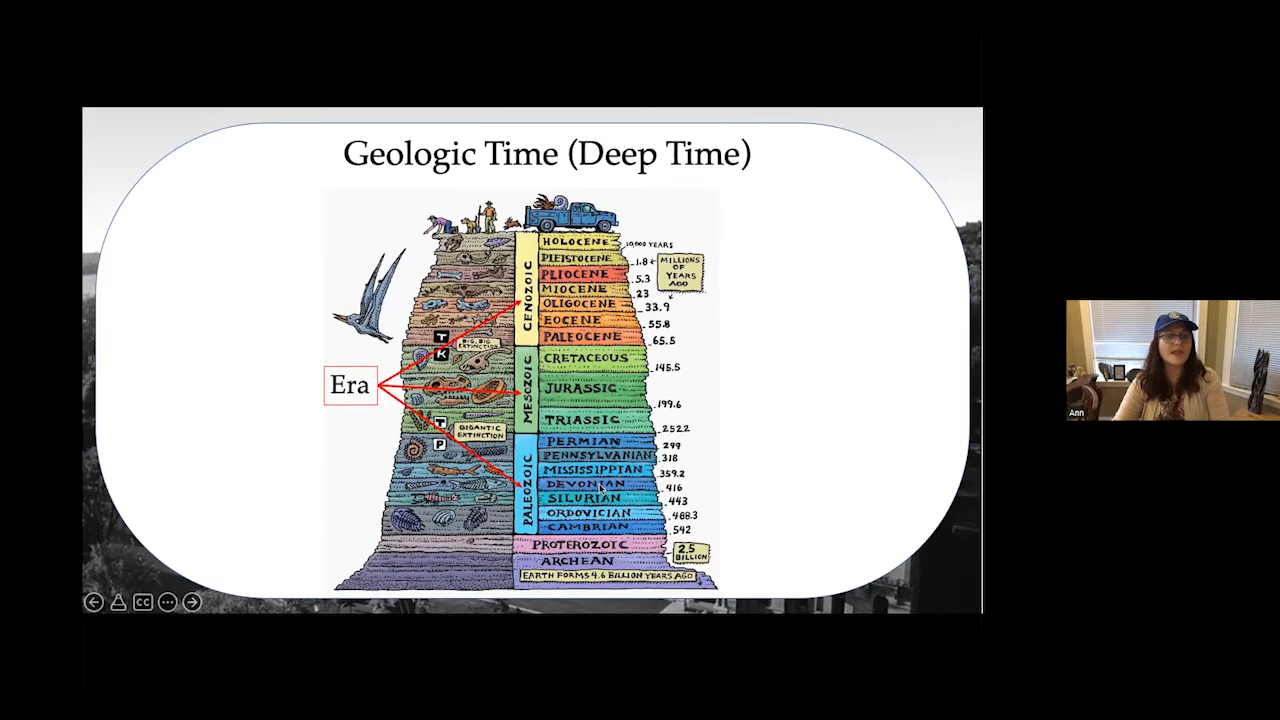 Geologic Time (Deep Time)
HOLOCENE
10,000 YEARS
PLEISTOCENE
1.8
MILLIONS
OF
YEARS
AGO
PLIOCENE
5.3
MIOCENE
23
OLIGOCENE
33.9
EOCENE
55.8
PALEOCENE
65.5
CENOZOIC
T
K
BIG, BIG
EXTINCTION
CRETACEOUS
145.5
Era
JURASSIC
199.6
TRIASSIC
252.2
MESOZOIC
T
P
GIGANTIC
EXTINCTION
PERMIAN
299
PENNSYLVANIAN
318
MISSISSIPPIAN
359.2
DEVONIAN
416
SILURIAN
443
ORDOVICIAN
488.3
CAMBRIAN
542
PALEOZOIC
PROTEROZOIC
2.5
BILLION
ARCHEAN
EARTH FORMS 4.6 BILLION YEARS AGO
CC
Ann